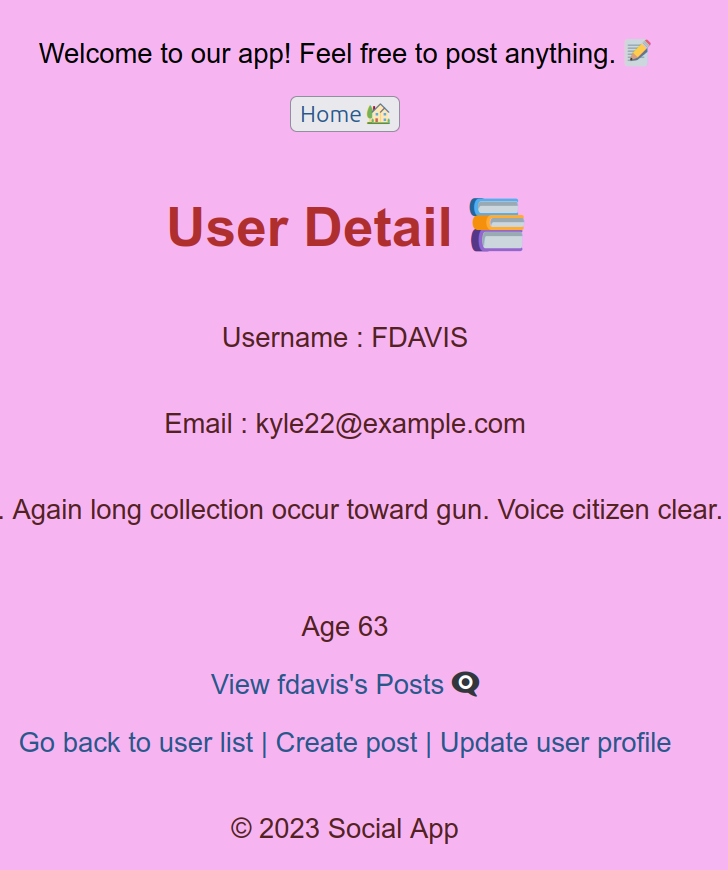 Welcome to our app! Feel free to post anything. 📝
Home 🏡
User Detail 📚
Username : FDAVIS
Email : kyle22@example.com
. Again long collection occur toward gun. Voice citizen clear.
Age 63
View fdavis's Posts 👁️‍🗨️
Go back to user list | Create post | Update user profile
© 2023 Social App